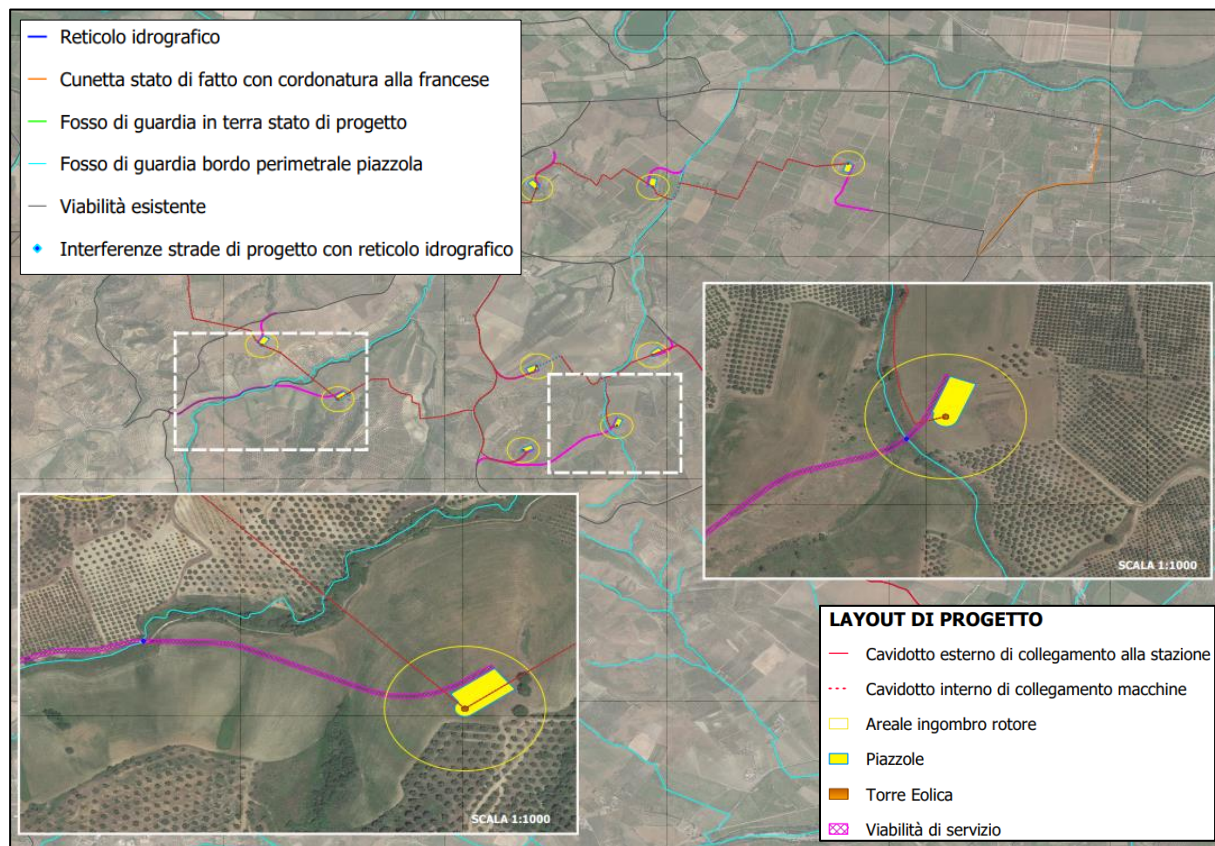 Reticolo idrografico
Cunetta stato di fatto con cordonatura alla francese
Fosso di guardia in terra stato di progetto
Fosso di guardia bordo perimetrale piazzola
Viabilità esistente
Interferenze strade di progetto con reticolo idrografico
SCALA 1:1000
SCALA 1:1000
LAYOUT DI PROGETTO
Cavidotto esterno di collegamento alla stazione
Cavidotto interno di collegamento macchine
Areale ingombro rotore
Piazzole
Torre Eolica
Viabilità di servizio